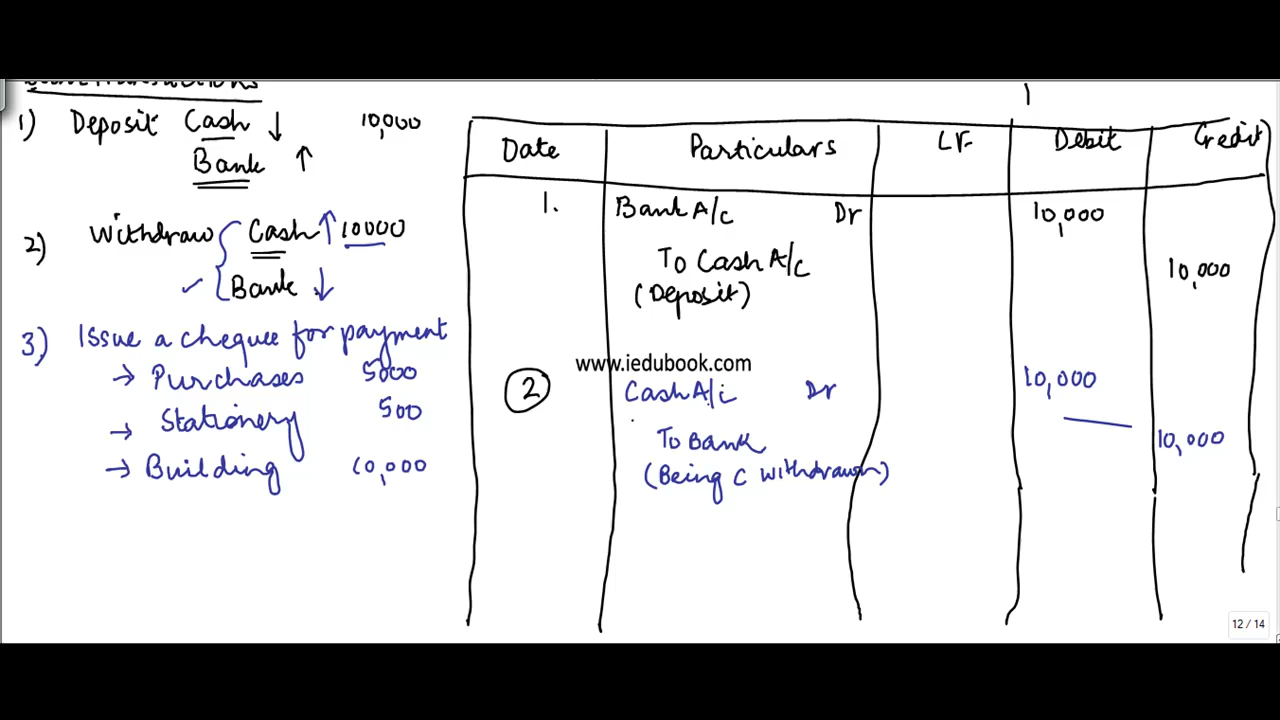 1) Deposit Cash ↓ 10,000
Bank ↑
2) Withdraw Cash ↑ 10000
✓ Bank ↓
3) Issue a chequee for payment
→ Purchases 5000
→ Stationery 500
→ Building 10,000
Date Particulars LF Debit Credit
1. Bank A/c Dr 10,000
To Cash A/c 10,000
(Deposit)
www.iedubook.com
2 Cash A/c Dr 10,000
To Bank 10,000
(Being C withdrawn)
12 / 14